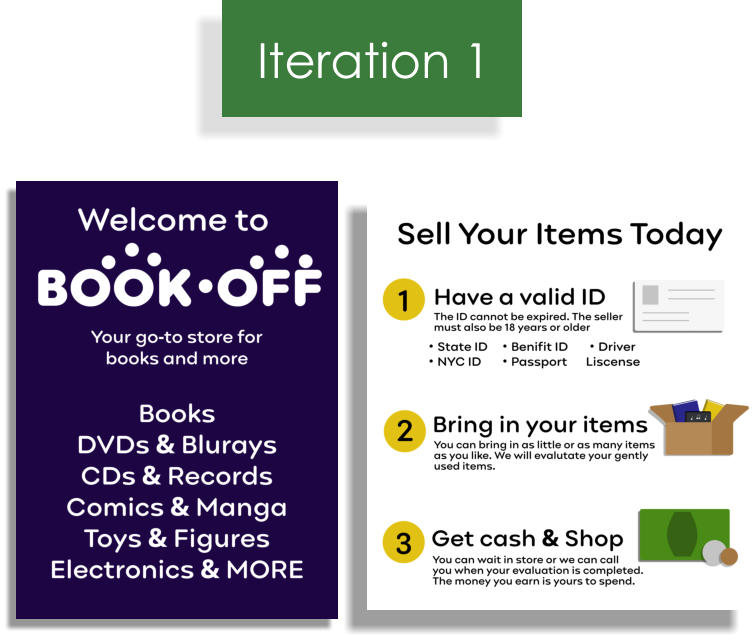 Iteration 1
Welcome to
BOOK·OFF
Your go-to store for
books and more
Books
DVDs & Blurays
CDs & Records
Comics & Manga
Toys & Figures
Electronics & MORE
Sell Your Items Today
1 Have a valid ID
The ID cannot be expired. The seller
must also be 18 years or older
• State ID • Benifit ID • Driver
• NYC ID • Passport Liscense
2 Bring in your items
You can bring in as little or as many items
as you like. We will evalutate your gently
used items.
3 Get cash & Shop
You can wait in store or we can call
you when your evaluation is completed.
The money you earn is yours to spend.